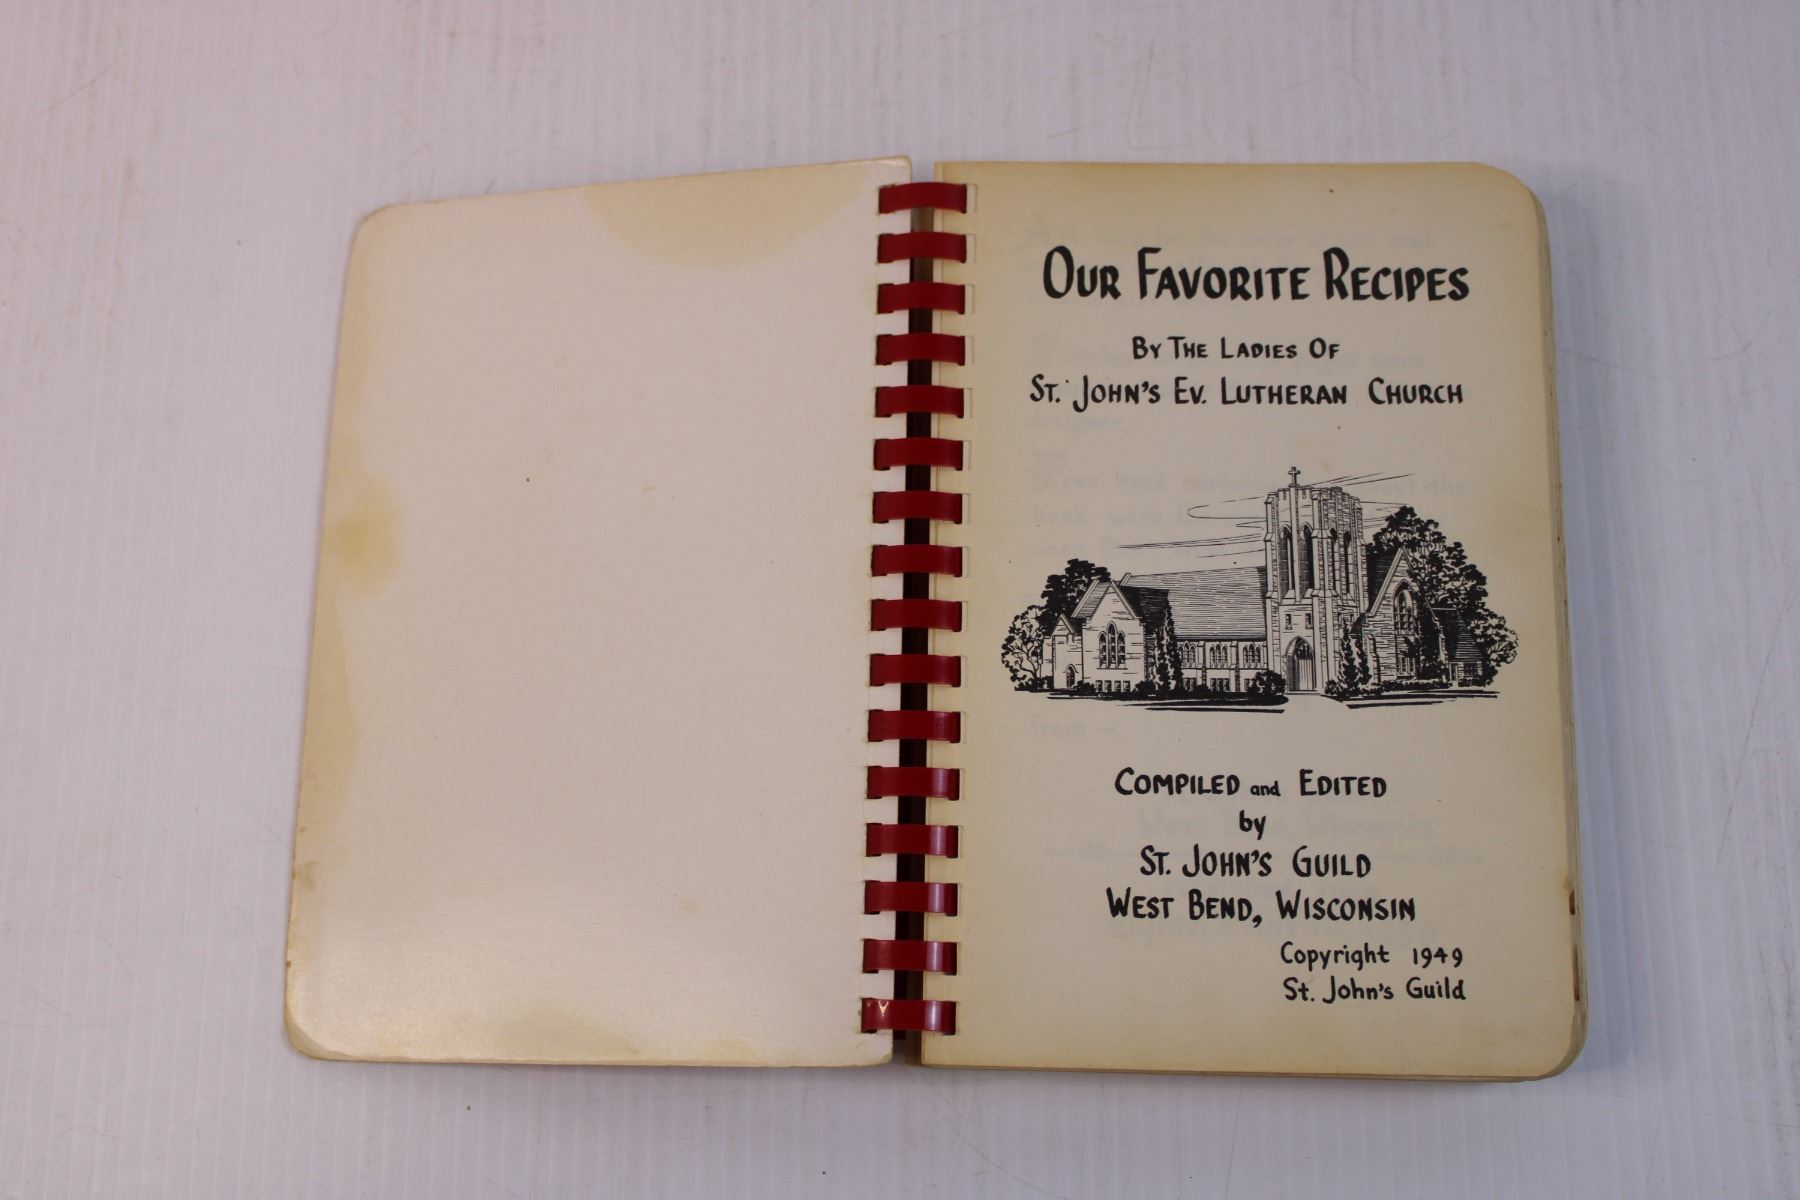 OUR FAVORITE RECIPES
BY THE LADIES OF
ST. JOHN'S EV. LUTHERAN CHURCH
COMPILED and EDITED
by
ST. JOHN'S GUILD
WEST BEND, WISCONSIN
Copyright 1949
St. John's Guild